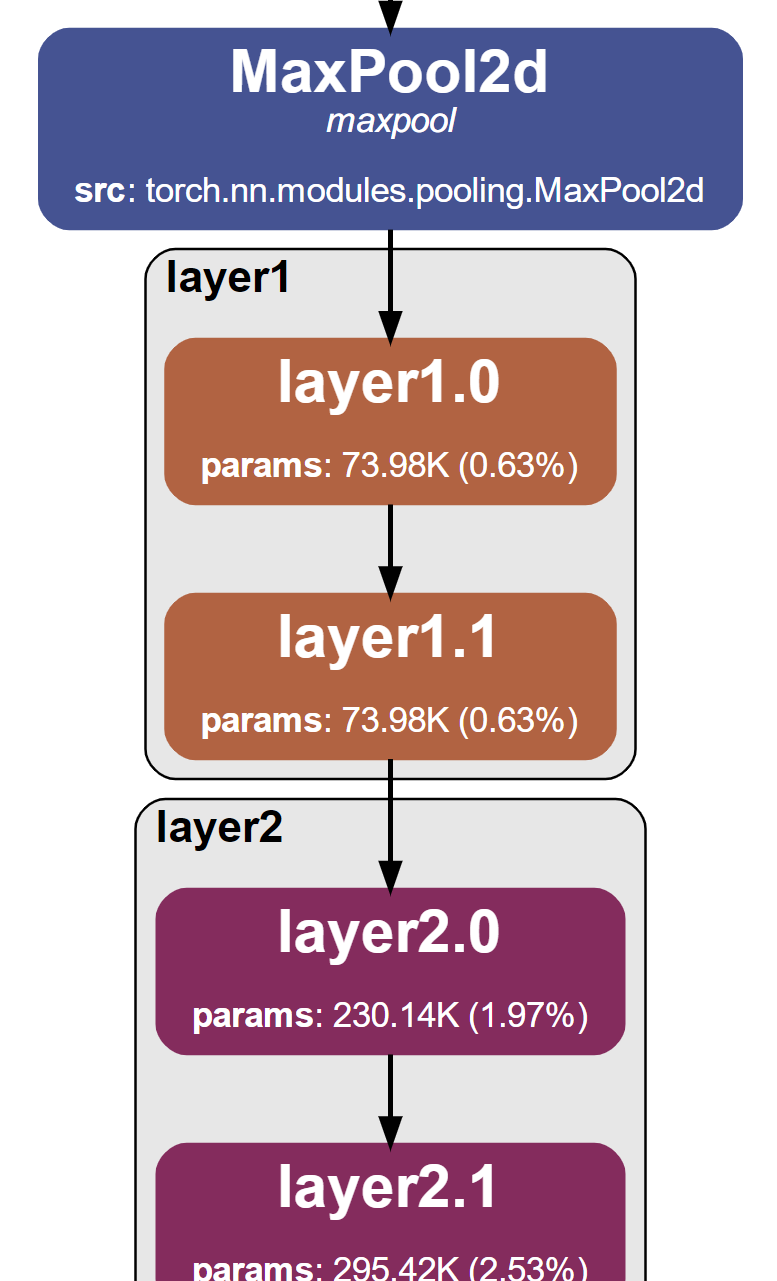 MaxPool2d
maxpool
src: torch.nn.modules.pooling.MaxPool2d
layer1
layer1.0
params: 73.98K (0.63%)
layer1.1
params: 73.98K (0.63%)
layer2
layer2.0
params: 230.14K (1.97%)
layer2.1
params: 295.42K (2.53%)